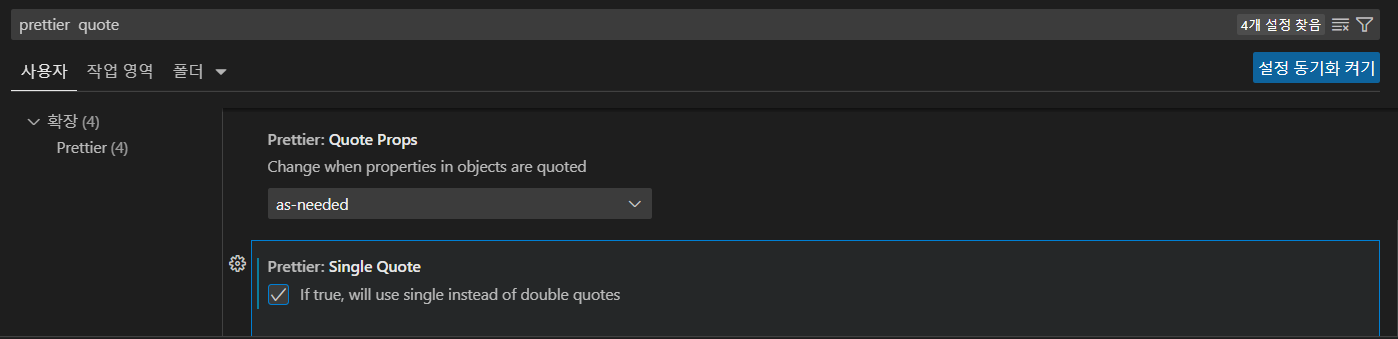 prettier  quote
4개 설정 찾음
사용자 작업 영역 폴더
설정 동기화 켜기
확장 (4)
Prettier (4)
Prettier: Quote Props
Change when properties in objects are quoted
as-needed
Prettier: Single Quote
If true, will use single instead of double quotes